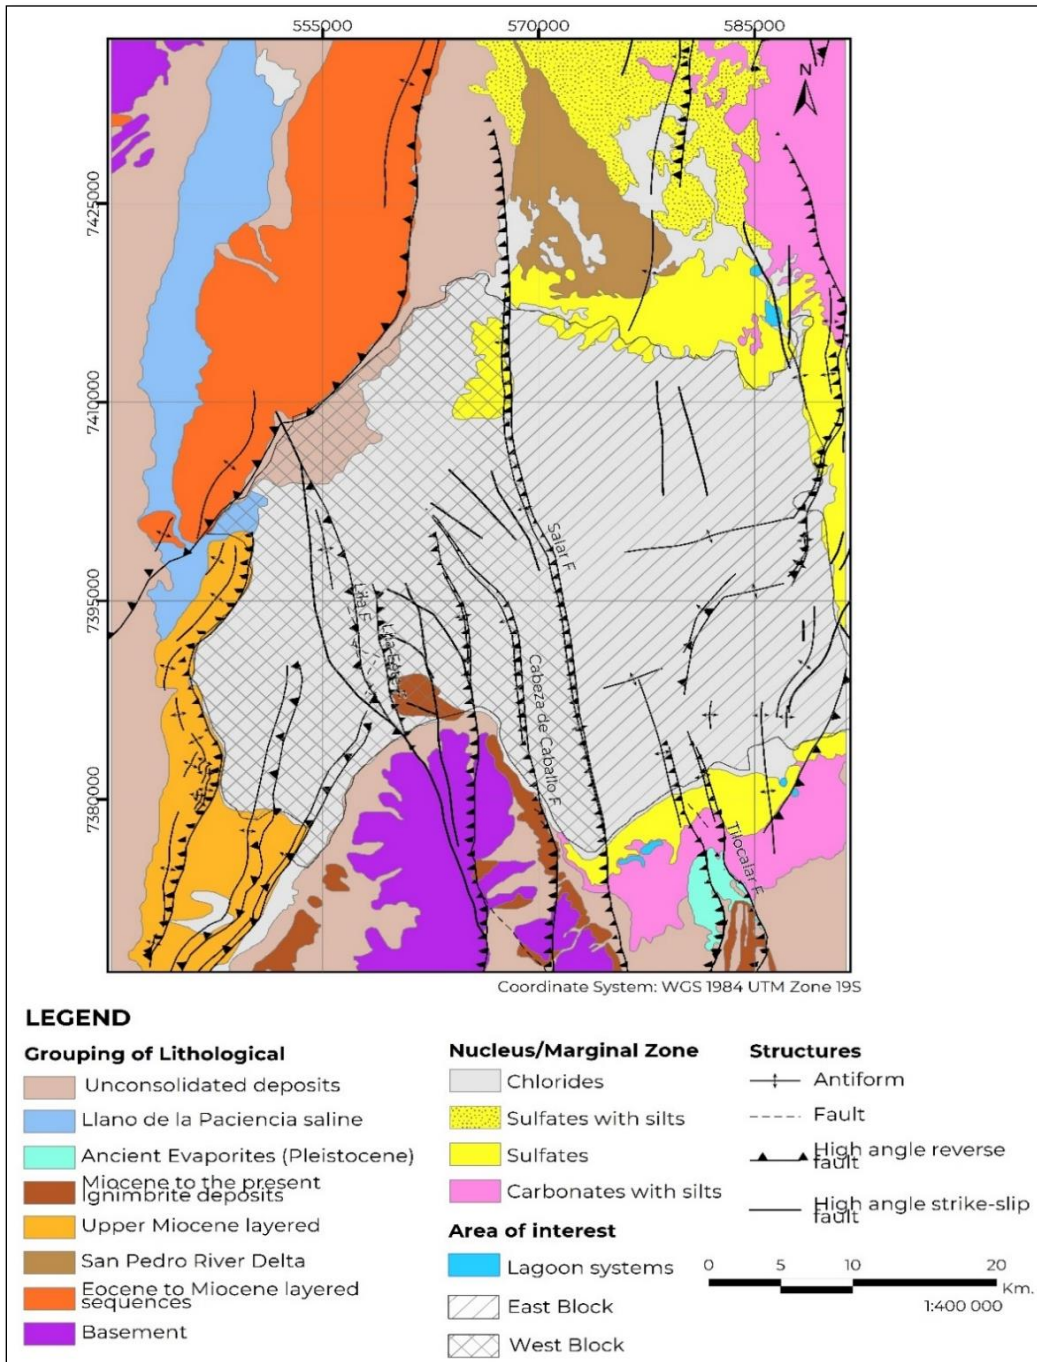 555000 570000 585000
N
7425000
7410000
7395000
7380000
Salar F
Lila F
Lila Este F
Cabeza de Caballo F
Tilocalar F
Coordinate System: WGS 1984 UTM Zone 19S
LEGEND
Grouping of Lithological
Unconsolidated deposits
Llano de la Paciencia saline
Ancient Evaporites (Pleistocene)
Miocene to the present
Ignimbrite deposits
Upper Miocene layered
San Pedro River Delta
Eocene to Miocene layered
sequences
Basement
Nucleus/Marginal Zone
Chlorides
Sulfates with silts
Sulfates
Carbonates with silts
Area of interest
Lagoon systems
East Block
West Block
Structures
Antiform
Fault
High angle reverse
fault
High angle strike-slip
fault
0 5 10 20
Km.
1:400 000